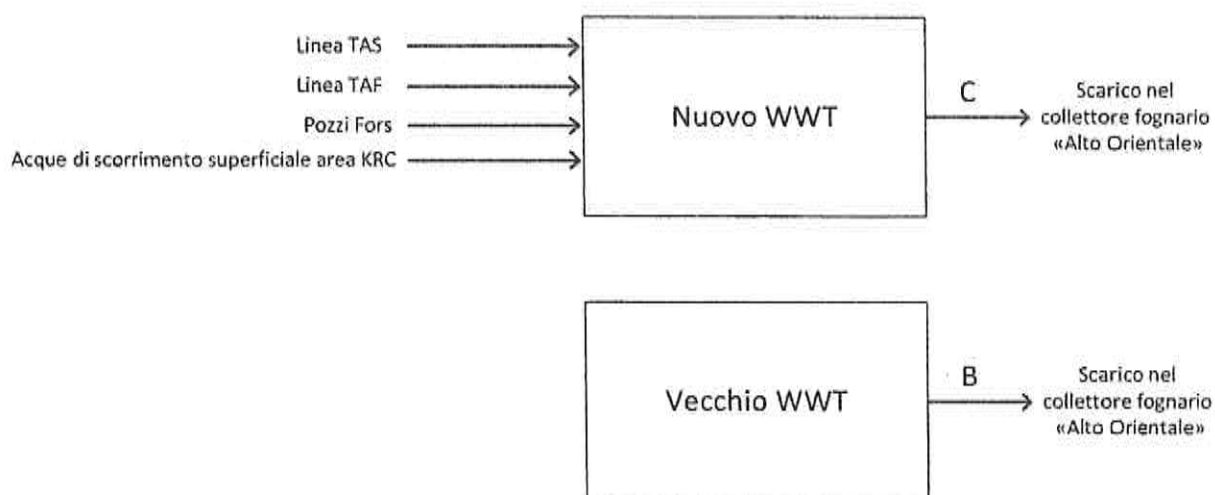 Linea TAS
Linea TAF
Pozzi Fors
Acque di scorrimento superficiale area KRC
Nuovo WWT
C
Scarico nel
collettore fognario
«Alto Orientale»
Vecchio WWT
B
Scarico nel
collettore fognario
«Alto Orientale»